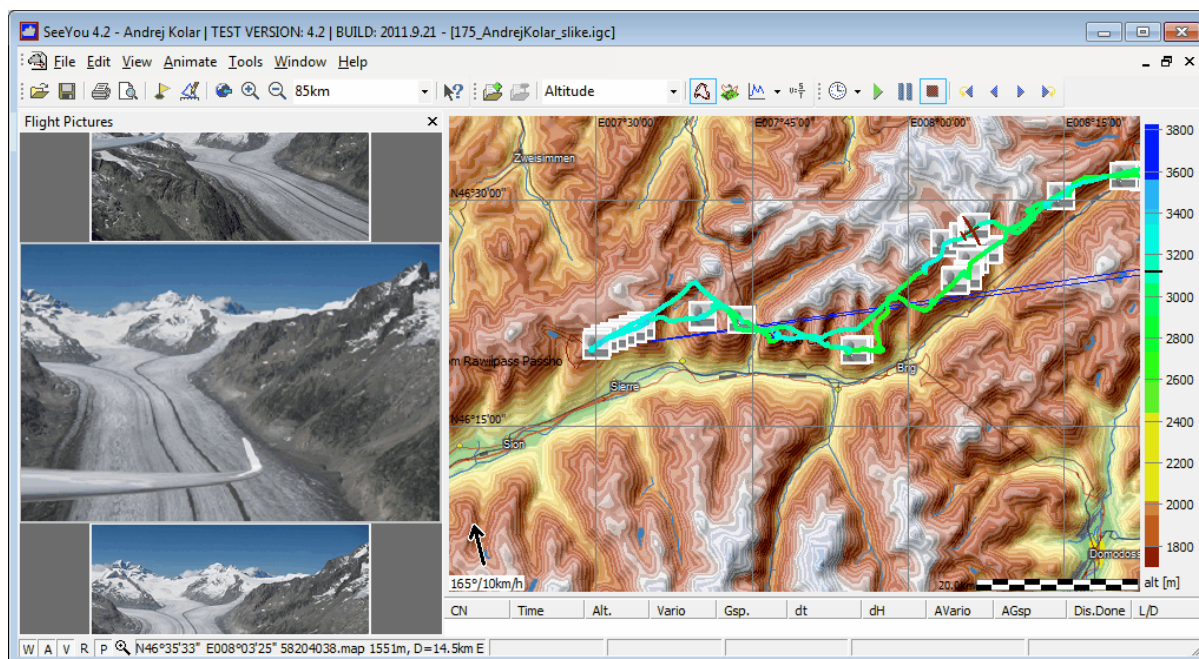 SeeYou 4.2 - Andrej Kolar | TEST VERSION: 4.2 | BUILD: 2011.9.21 - [175_AndrejKolar_slike.igc]
File Edit View Animate Tools Window Help
85km Altitude
Flight Pictures
E007°30'00" E007°45'00" E008°00'00" E008°15'00"
3800
Zweisimmen
3600
N46°30'00"
3400
3200
3000
om Rawilpass Passho
2800
Brig
Sierre
2600
N46°15'00"
2400
Sion
2200
2000
1800
Domodoss
165°/10km/h
20.0km
alt [m]
CN Time Alt. Vario Gsp. dt dH AVario AGsp Dis.Done L/D
W A V R P N46°35'33" E008°03'25" 58204038.map 1551m, D=14.5km E